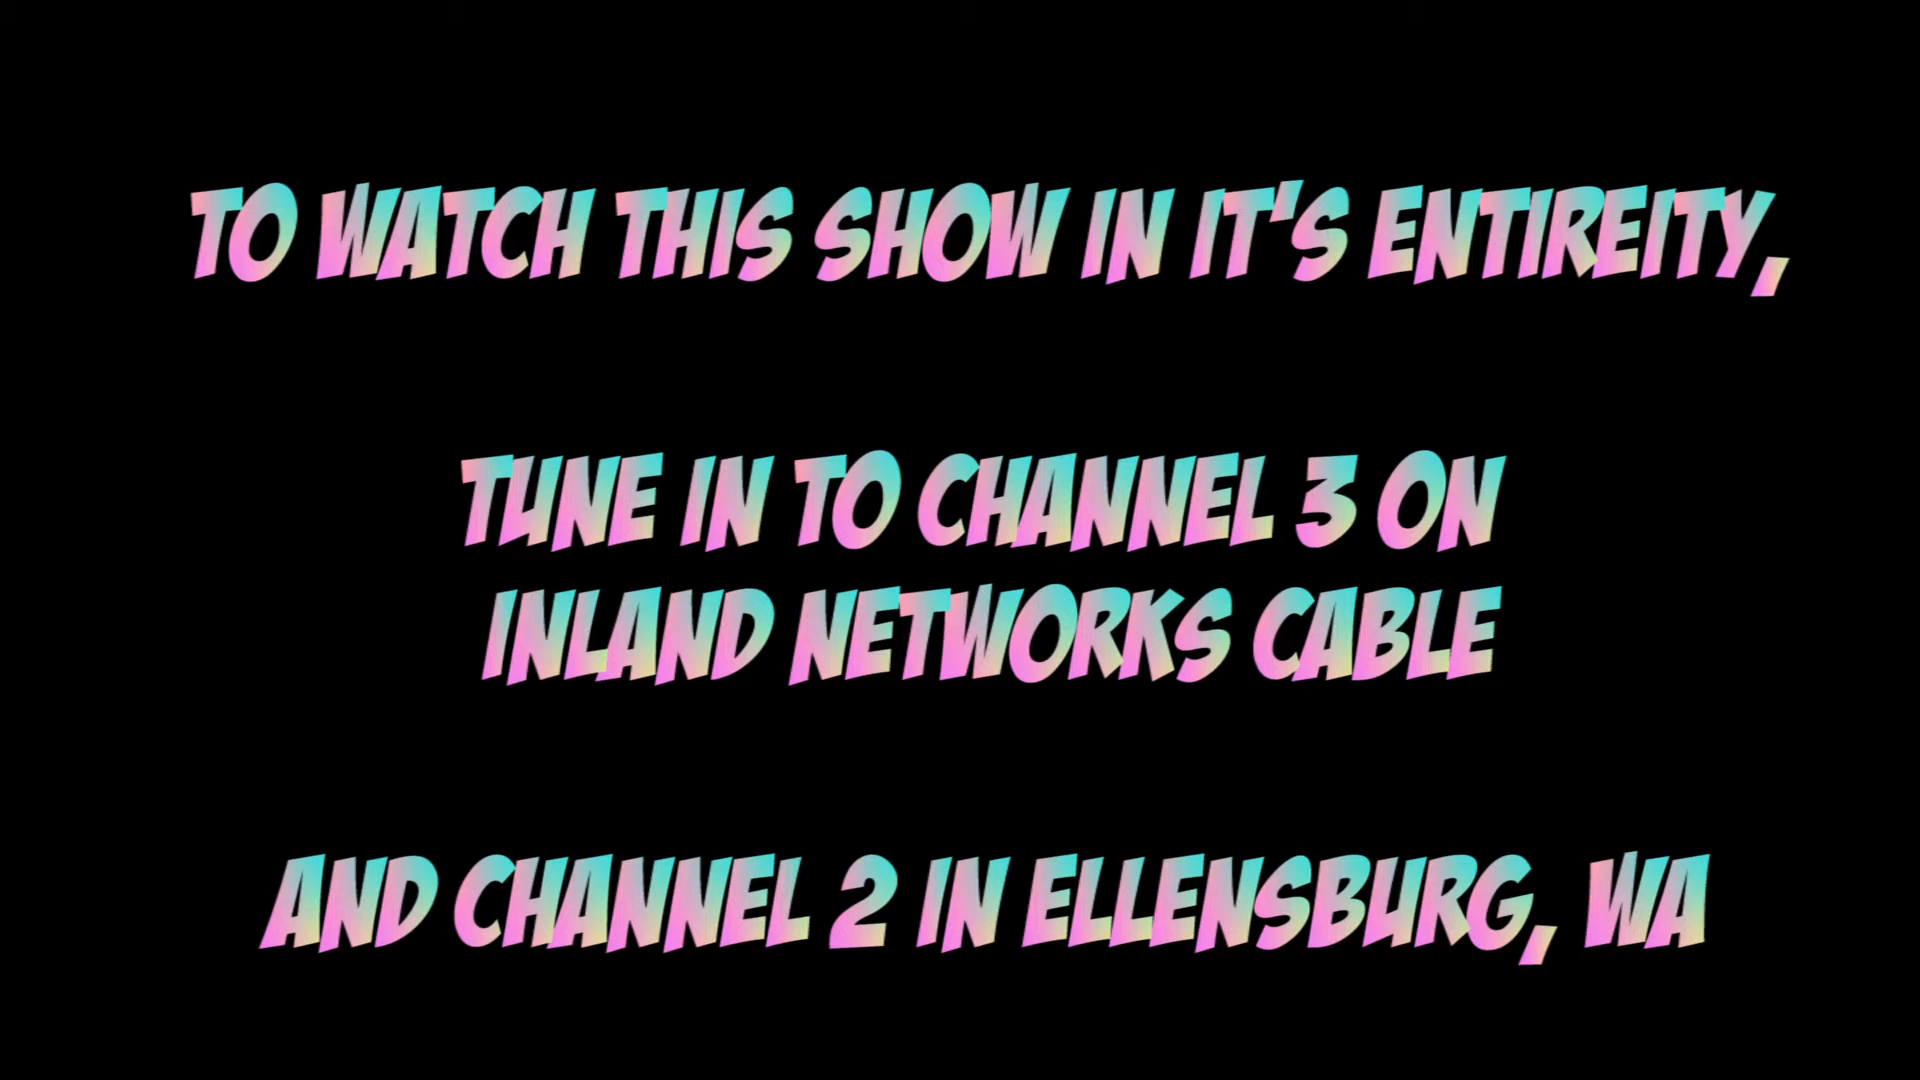 TO WATCH THIS SHOW IN IT'S ENTIREITY,
TUNE IN TO CHANNEL 3 ON
INLAND NETWORKS CABLE
AND CHANNEL 2 IN ELLENSBURG, WA